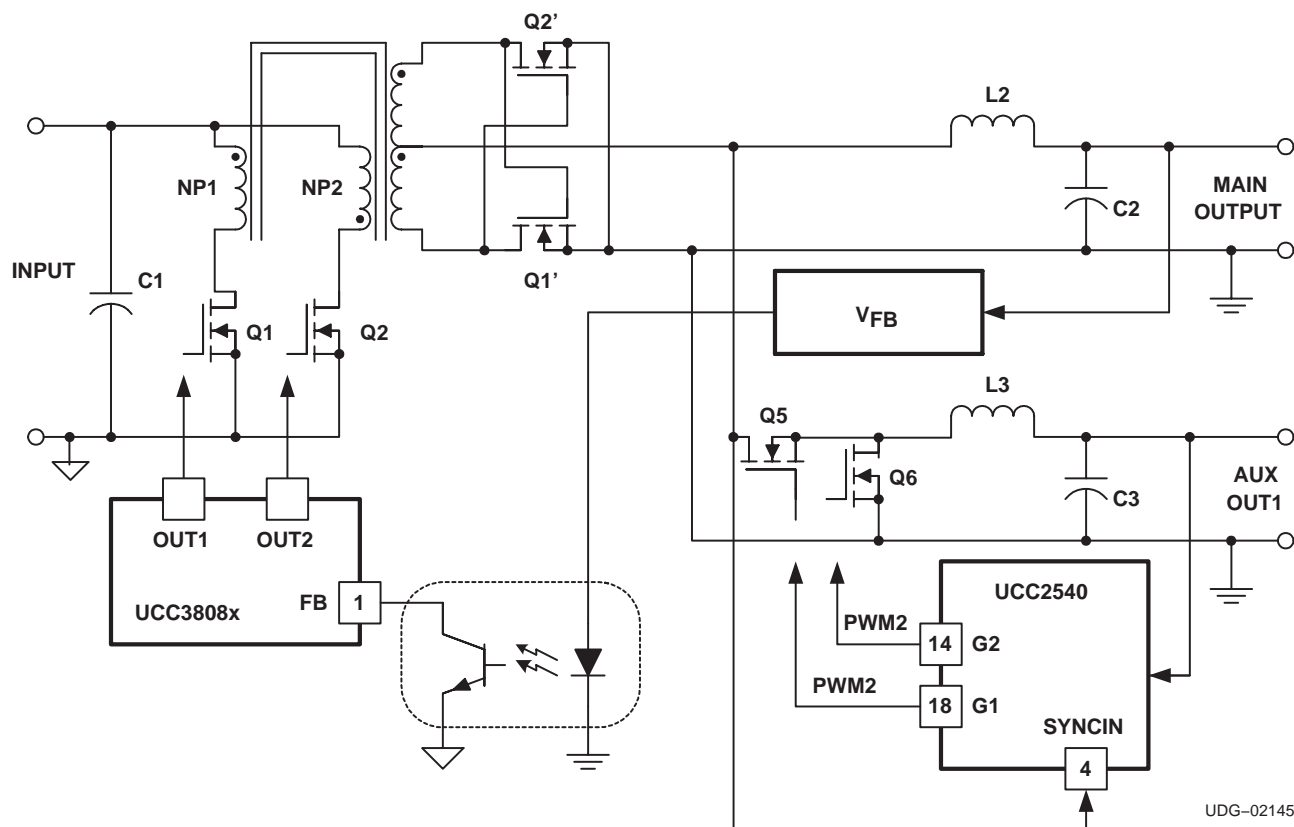 Q2'
L2
NP1
NP2
MAIN
OUTPUT
C2
INPUT
C1
Q1'
Q1
Q2
VFB
L3
Q5
Q6
AUX
OUT1
C3
OUT1
OUT2
UCC3808x
FB
1
UCC2540
PWM2
14
G2
PWM2
18
G1
SYNCIN
4
UDG–02145